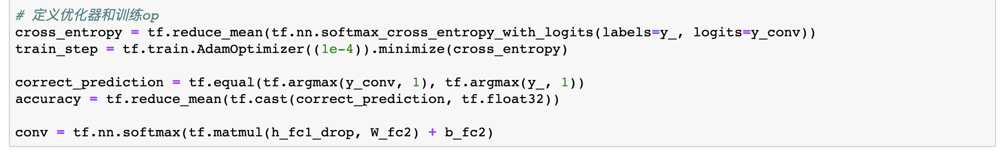 # 定义优化器和训练op
cross_entropy = tf.reduce_mean(tf.nn.softmax_cross_entropy_with_logits(labels=y_, logits=y_conv))
train_step = tf.train.AdamOptimizer((1e-4)).minimize(cross_entropy)
correct_prediction = tf.equal(tf.argmax(y_conv, 1), tf.argmax(y_, 1))
accuracy = tf.reduce_mean(tf.cast(correct_prediction, tf.float32))
conv = tf.nn.softmax(tf.matmul(h_fc1_drop, W_fc2) + b_fc2)